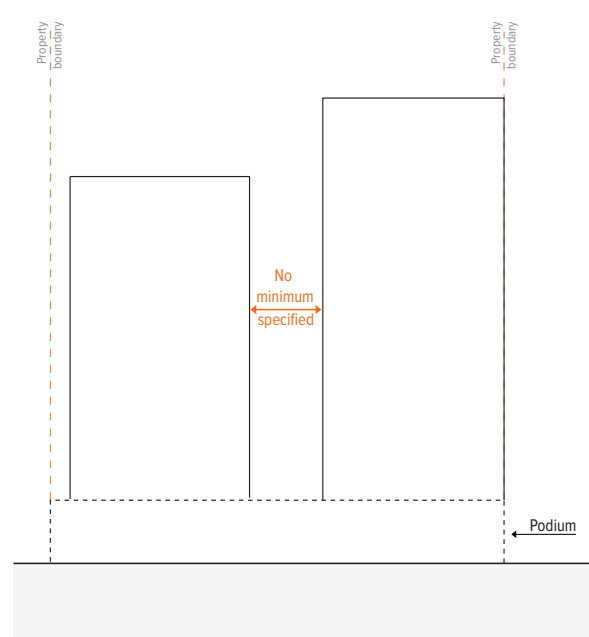 Property
boundary
Property
boundary
No
minimum
specified
Podium